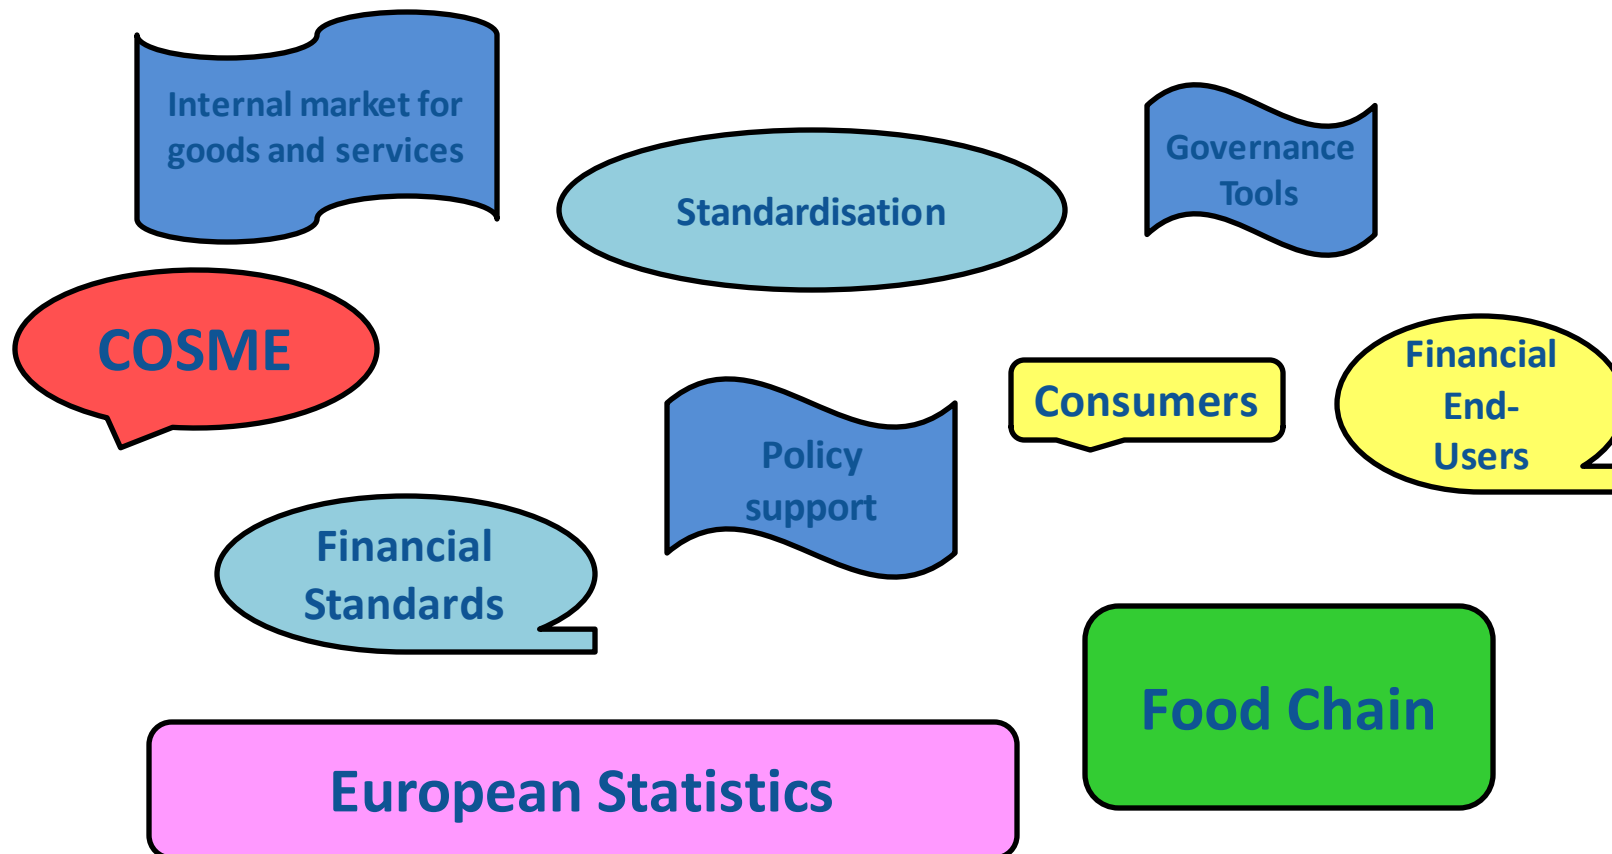 Internal market for
goods and services
Governance
Tools
Standardisation
COSME
Financial
End-
Users
Consumers
Policy
support
Financial
Standards
Food Chain
European Statistics